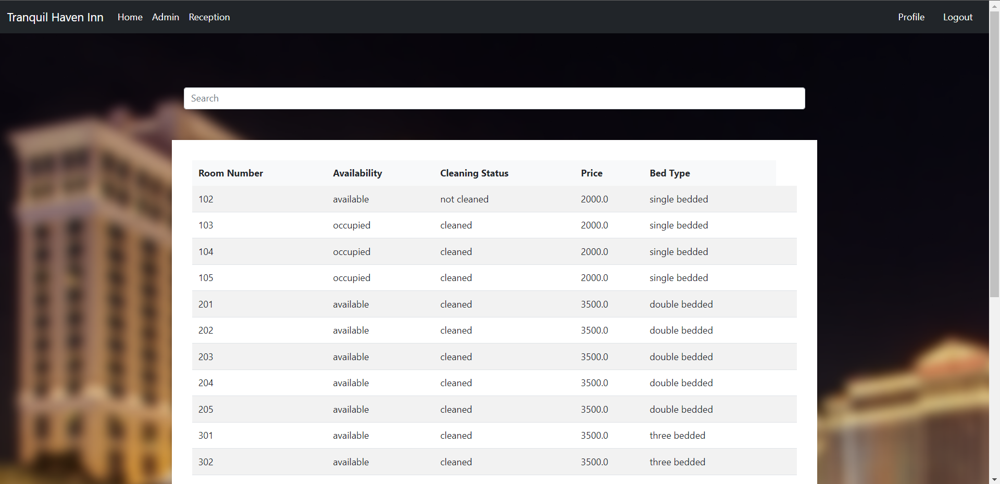 Tranquil Haven Inn Home Admin Reception Profile Logout
Search
Room Number Availability Cleaning Status Price Bed Type
102 available not cleaned 2000.0 single bedded
103 occupied cleaned 2000.0 single bedded
104 occupied cleaned 2000.0 single bedded
105 occupied cleaned 2000.0 single bedded
201 available cleaned 3500.0 double bedded
202 available cleaned 3500.0 double bedded
203 available cleaned 3500.0 double bedded
204 available cleaned 3500.0 double bedded
205 available cleaned 3500.0 double bedded
301 available cleaned 3500.0 three bedded
302 available cleaned 3500.0 three bedded